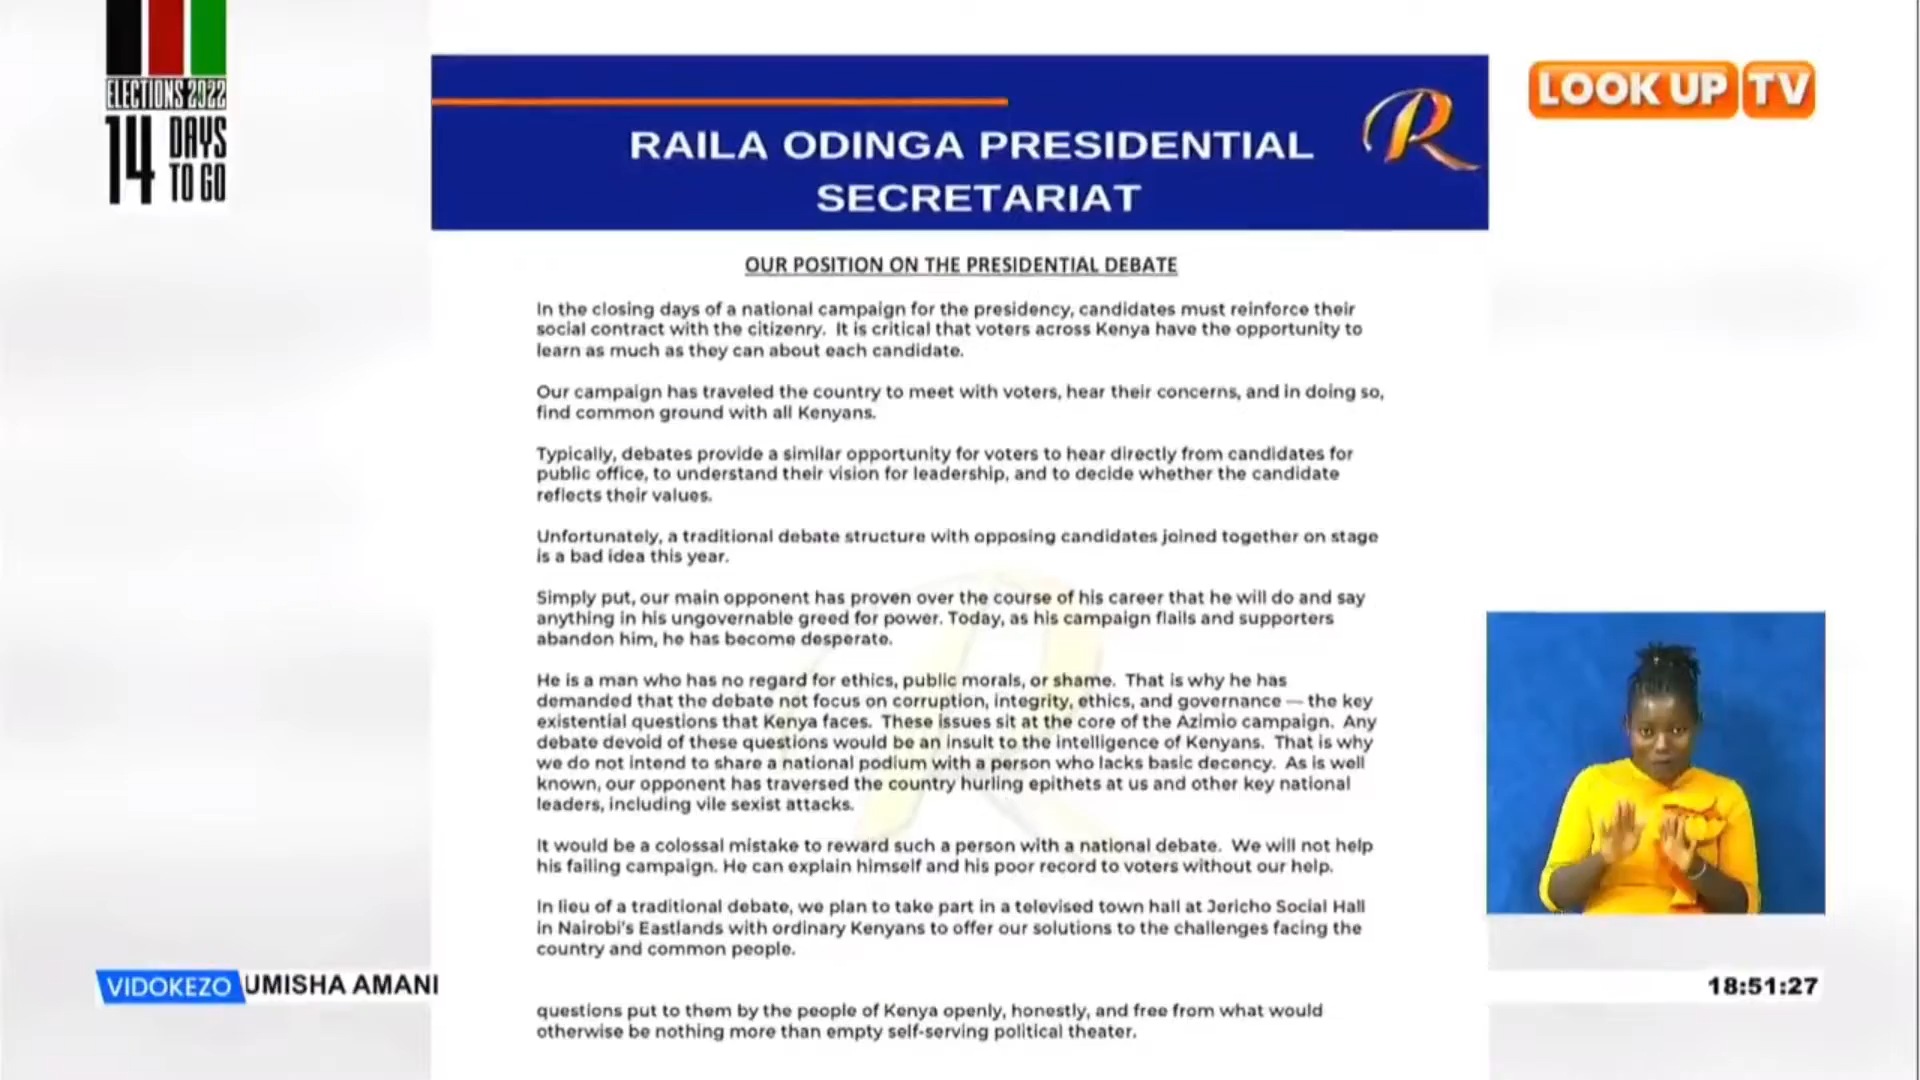 ELECTIONS 2022
14 DAYS
TO GO
LOOK UP TV
RAILA ODINGA PRESIDENTIAL
SECRETARIAT
OUR POSITION ON THE PRESIDENTIAL DEBATE
In the closing days of a national campaign for the presidency, candidates must reinforce their
social contract with the citizenry. It is critical that voters across Kenya have the opportunity to
learn as much as they can about each candidate.
Our campaign has traveled the country to meet with voters, hear their concerns, and in doing so,
find common ground with all Kenyans.
Typically, debates provide a similar opportunity for voters to hear directly from candidates for
public office, to understand their vision for leadership, and to decide whether the candidate
reflects their values.
Unfortunately, a traditional debate structure with opposing candidates joined together on stage
is a bad idea this year.
Simply put, our main opponent has proven over the course of his career that he will do and say
anything in his ungovernable greed for power. Today, as his campaign flails and supporters
abandon him, he has become desperate.
He is a man who has no regard for ethics, public morals, or shame. That is why he has
demanded that the debate not focus on corruption, integrity, ethics, and governance — the key
existential questions that Kenya faces. These issues sit at the core of the Azimio campaign. Any
debate devoid of these questions would be an insult to the intelligence of Kenyans. That is why
we do not intend to share a national podium with a person who lacks basic decency. As is well
known, our opponent has traversed the country hurling epithets at us and other key national
leaders, including vile sexist attacks.
It would be a colossal mistake to reward such a person with a national debate. We will not help
his failing campaign. He can explain himself and his poor record to voters without our help.
In lieu of a traditional debate, we plan to take part in a televised town hall at Jericho Social Hall
in Nairobi's Eastlands with ordinary Kenyans to offer our solutions to the challenges facing the
country and common people.
VIDOKEZO UMISHA AMANI
18:51:27
questions put to them by the people of Kenya openly, honestly, and free from what would
otherwise be nothing more than empty self-serving political theater.